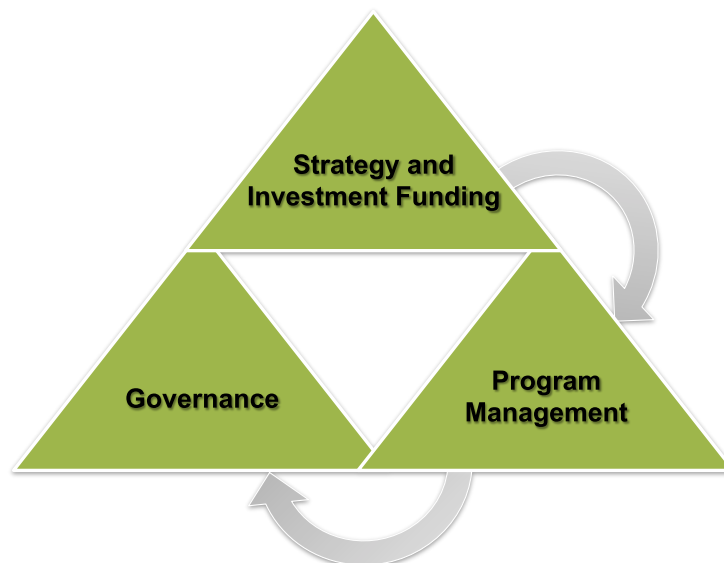 Strategy and
Investment Funding
Governance
Program
Management